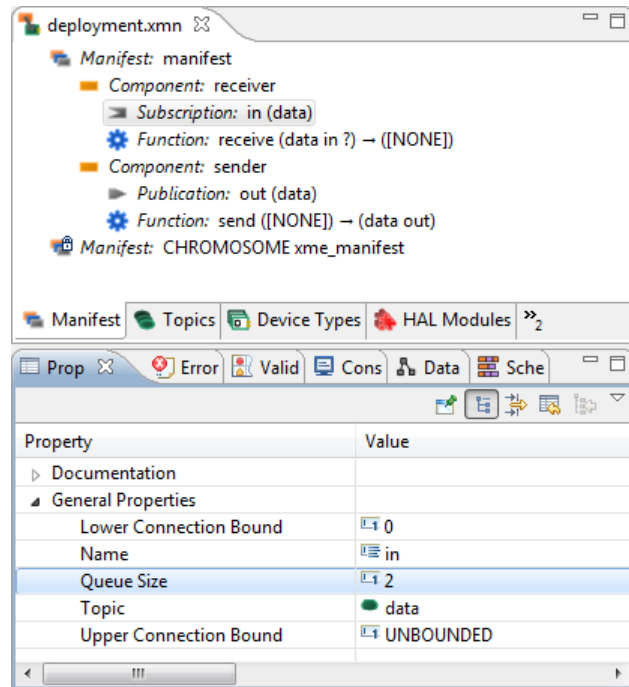 deployment.xmn
Manifest: manifest
Component: receiver
Subscription: in (data)
Function: receive (data in ?) → ([NONE])
Component: sender
Publication: out (data)
Function: send ([NONE]) → (data out)
Manifest: CHROMOSOME xme_manifest
Manifest Topics Device Types HAL Modules »2
Prop Error Valid Cons Data Sche
Property Value
Documentation
General Properties
Lower Connection Bound 0
Name in
Queue Size 2
Topic data
Upper Connection Bound UNBOUNDED